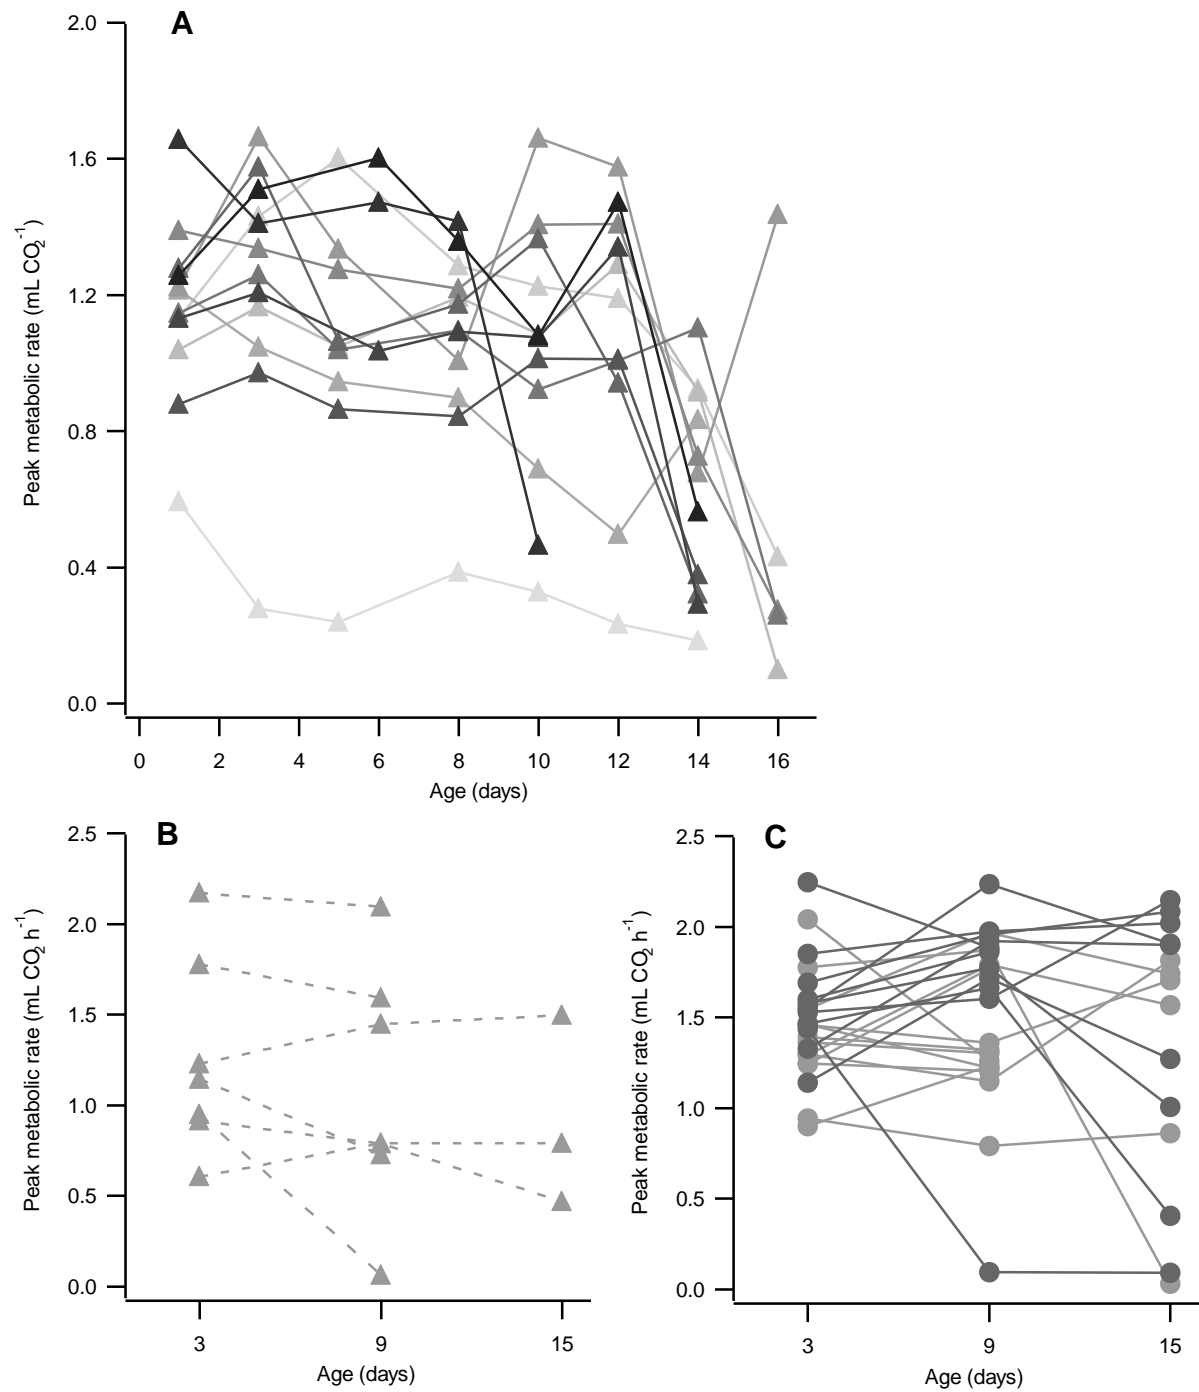 A
2.0
1.6
1.2
0.8
0.4
0.0
Peak metabolic rate (mL CO2-1)
0 2 4 6 8 10 12 14 16
Age (days)
B
2.5
2.0
1.5
1.0
0.5
0.0
Peak metabolic rate (mL CO2 h-1)
3 9 15
Age (days)
C
2.5
2.0
1.5
1.0
0.5
0.0
Peak metabolic rate (mL CO2 h-1)
3 9 15
Age (days)